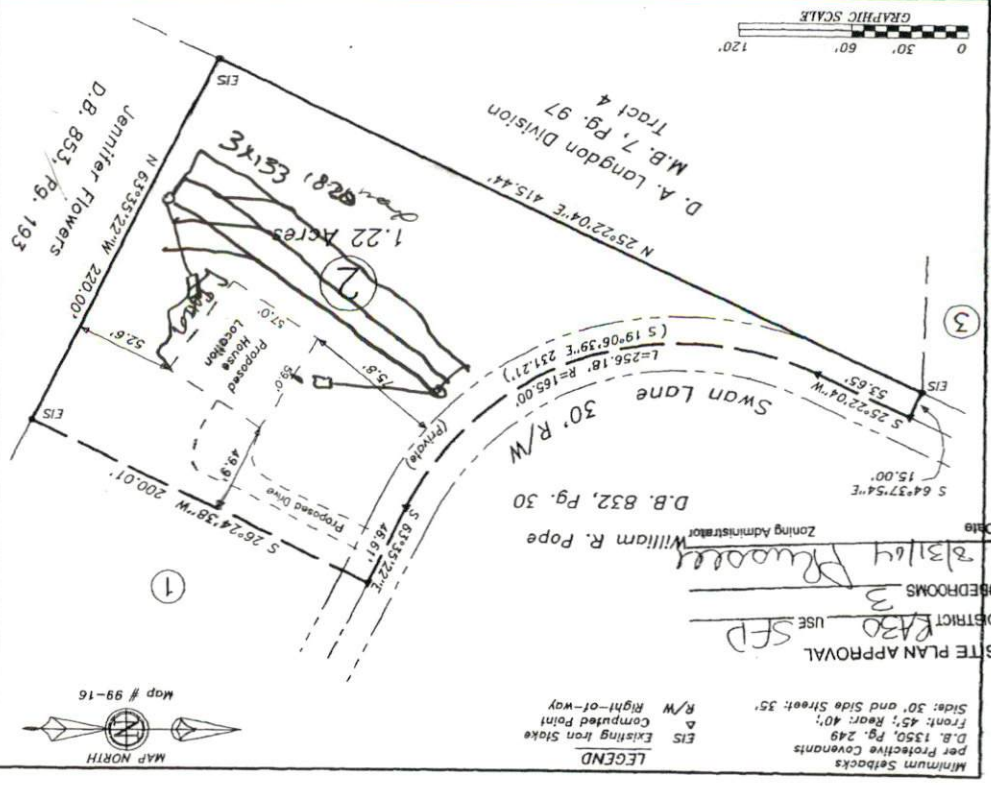 Minimum Setbacks
per Protective Covenants
D.B. 1350, Pg. 249
Front: 45'; Rear: 40';
Side: 30' and Side Street: 35'
LEGEND
EIS Existing Iron Stake
△ Computed Point
R/W Right-of-way
MAP NORTH
Map # 99-16
SITE PLAN APPROVAL
DISTRICT RA30 USE SFD
BEDROOMS 3
Date
Zoning Administrator
William R. Pope
D.B. 832, Pg. 30
1
S 63°35'22"E
46.61'
S 26°24'38"W 200.01'
Proposed Drive
(Private)
49.9'
S 64°37'54"E
15.00'
30' R/W
Swan Lane
EIS
S 25°22'04"W
53.65'
L=256.18' R=165.00'
(S 19°06'39"E 231.21')
EIS
3
75.8'
59.0'
Proposed
House
Location
57.0'
52.6'
2
1.22 Acres
N 25°22'04"E 415.44'
N 63°35'22"W 220.00'
D. A. Langdon Division
M.B. 7, Pg. 97
Tract 4
Jennifer Flowers
D.B. 853, Pg. 193
EIS
0 30' 60' 120'
GRAPHIC SCALE